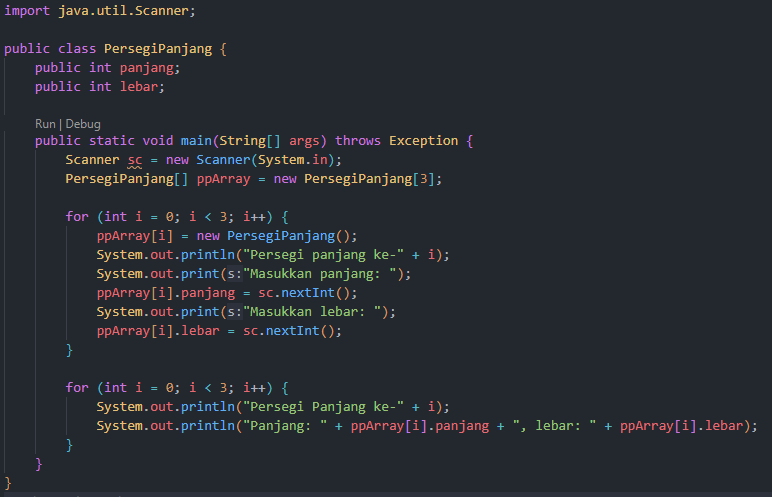 import java.util.Scanner;
public class PersegiPanjang {
public int panjang;
public int lebar;
Run | Debug
public static void main(String[] args) throws Exception {
Scanner sc = new Scanner(System.in);
PersegiPanjang[] ppArray = new PersegiPanjang[3];
for (int i = 0; i < 3; i++) {
ppArray[i] = new PersegiPanjang();
System.out.println("Persegi panjang ke-" + i);
System.out.print(s:"Masukkan panjang: ");
ppArray[i].panjang = sc.nextInt();
System.out.print(s:"Masukkan lebar: ");
ppArray[i].lebar = sc.nextInt();
}
for (int i = 0; i < 3; i++) {
System.out.println("Persegi Panjang ke-" + i);
System.out.println("Panjang: " + ppArray[i].panjang + ", lebar: " + ppArray[i].lebar);
}
}
}